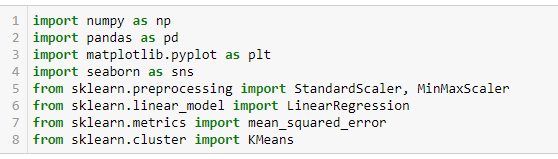 1 import numpy as np
2 import pandas as pd
3 import matplotlib.pyplot as plt
4 import seaborn as sns
5 from sklearn.preprocessing import StandardScaler, MinMaxScaler
6 from sklearn.linear_model import LinearRegression
7 from sklearn.metrics import mean_squared_error
8 from sklearn.cluster import KMeans